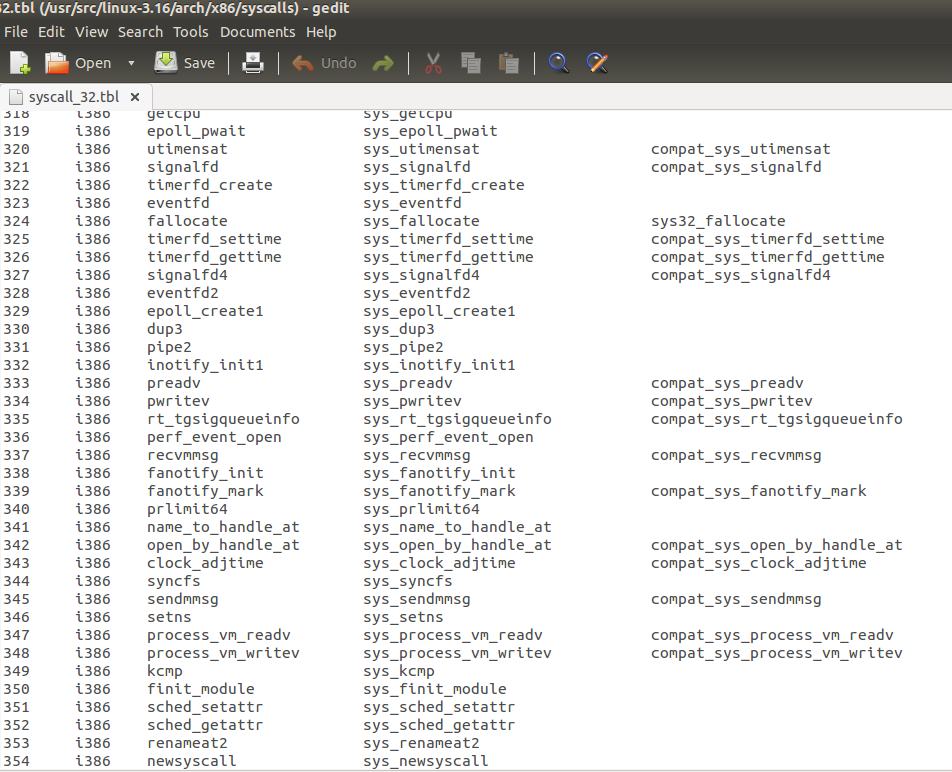 32.tbl (/usr/src/linux-3.16/arch/x86/syscalls) - gedit
File Edit View Search Tools Documents Help
Open Save Undo
syscall_32.tbl ×
318 i386 getcpu sys_getcpu
319 i386 epoll_pwait sys_epoll_pwait
320 i386 utimensat sys_utimensat compat_sys_utimensat
321 i386 signalfd sys_signalfd compat_sys_signalfd
322 i386 timerfd_create sys_timerfd_create
323 i386 eventfd sys_eventfd
324 i386 fallocate sys_fallocate sys32_fallocate
325 i386 timerfd_settime sys_timerfd_settime compat_sys_timerfd_settime
326 i386 timerfd_gettime sys_timerfd_gettime compat_sys_timerfd_gettime
327 i386 signalfd4 sys_signalfd4 compat_sys_signalfd4
328 i386 eventfd2 sys_eventfd2
329 i386 epoll_create1 sys_epoll_create1
330 i386 dup3 sys_dup3
331 i386 pipe2 sys_pipe2
332 i386 inotify_init1 sys_inotify_init1
333 i386 preadv sys_preadv compat_sys_preadv
334 i386 pwritev sys_pwritev compat_sys_pwritev
335 i386 rt_tgsigqueueinfo sys_rt_tgsigqueueinfo compat_sys_rt_tgsigqueueinfo
336 i386 perf_event_open sys_perf_event_open
337 i386 recvmmsg sys_recvmmsg compat_sys_recvmmsg
338 i386 fanotify_init sys_fanotify_init
339 i386 fanotify_mark sys_fanotify_mark compat_sys_fanotify_mark
340 i386 prlimit64 sys_prlimit64
341 i386 name_to_handle_at sys_name_to_handle_at
342 i386 open_by_handle_at sys_open_by_handle_at compat_sys_open_by_handle_at
343 i386 clock_adjtime sys_clock_adjtime compat_sys_clock_adjtime
344 i386 syncfs sys_syncfs
345 i386 sendmmsg sys_sendmmsg compat_sys_sendmmsg
346 i386 setns sys_setns
347 i386 process_vm_readv sys_process_vm_readv compat_sys_process_vm_readv
348 i386 process_vm_writev sys_process_vm_writev compat_sys_process_vm_writev
349 i386 kcmp sys_kcmp
350 i386 finit_module sys_finit_module
351 i386 sched_setattr sys_sched_setattr
352 i386 sched_getattr sys_sched_getattr
353 i386 renameat2 sys_renameat2
354 i386 newsyscall sys_newsyscall